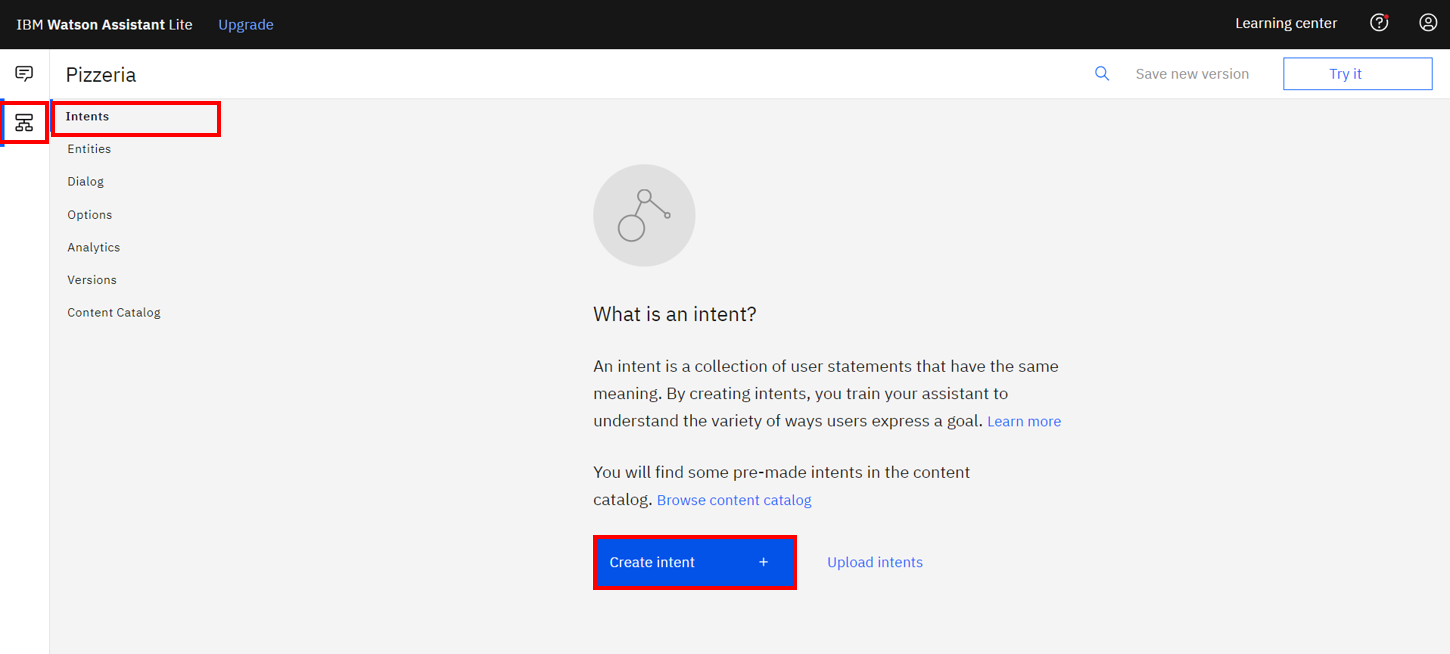 IBM Watson Assistant Lite Upgrade Learning center
Pizzeria Save new version Try it
Intents
Entities
Dialog
Options
Analytics
Versions
Content Catalog
What is an intent?
An intent is a collection of user statements that have the same
meaning. By creating intents, you train your assistant to
understand the variety of ways users express a goal. Learn more
You will find some pre-made intents in the content
catalog. Browse content catalog
Create intent + Upload intents